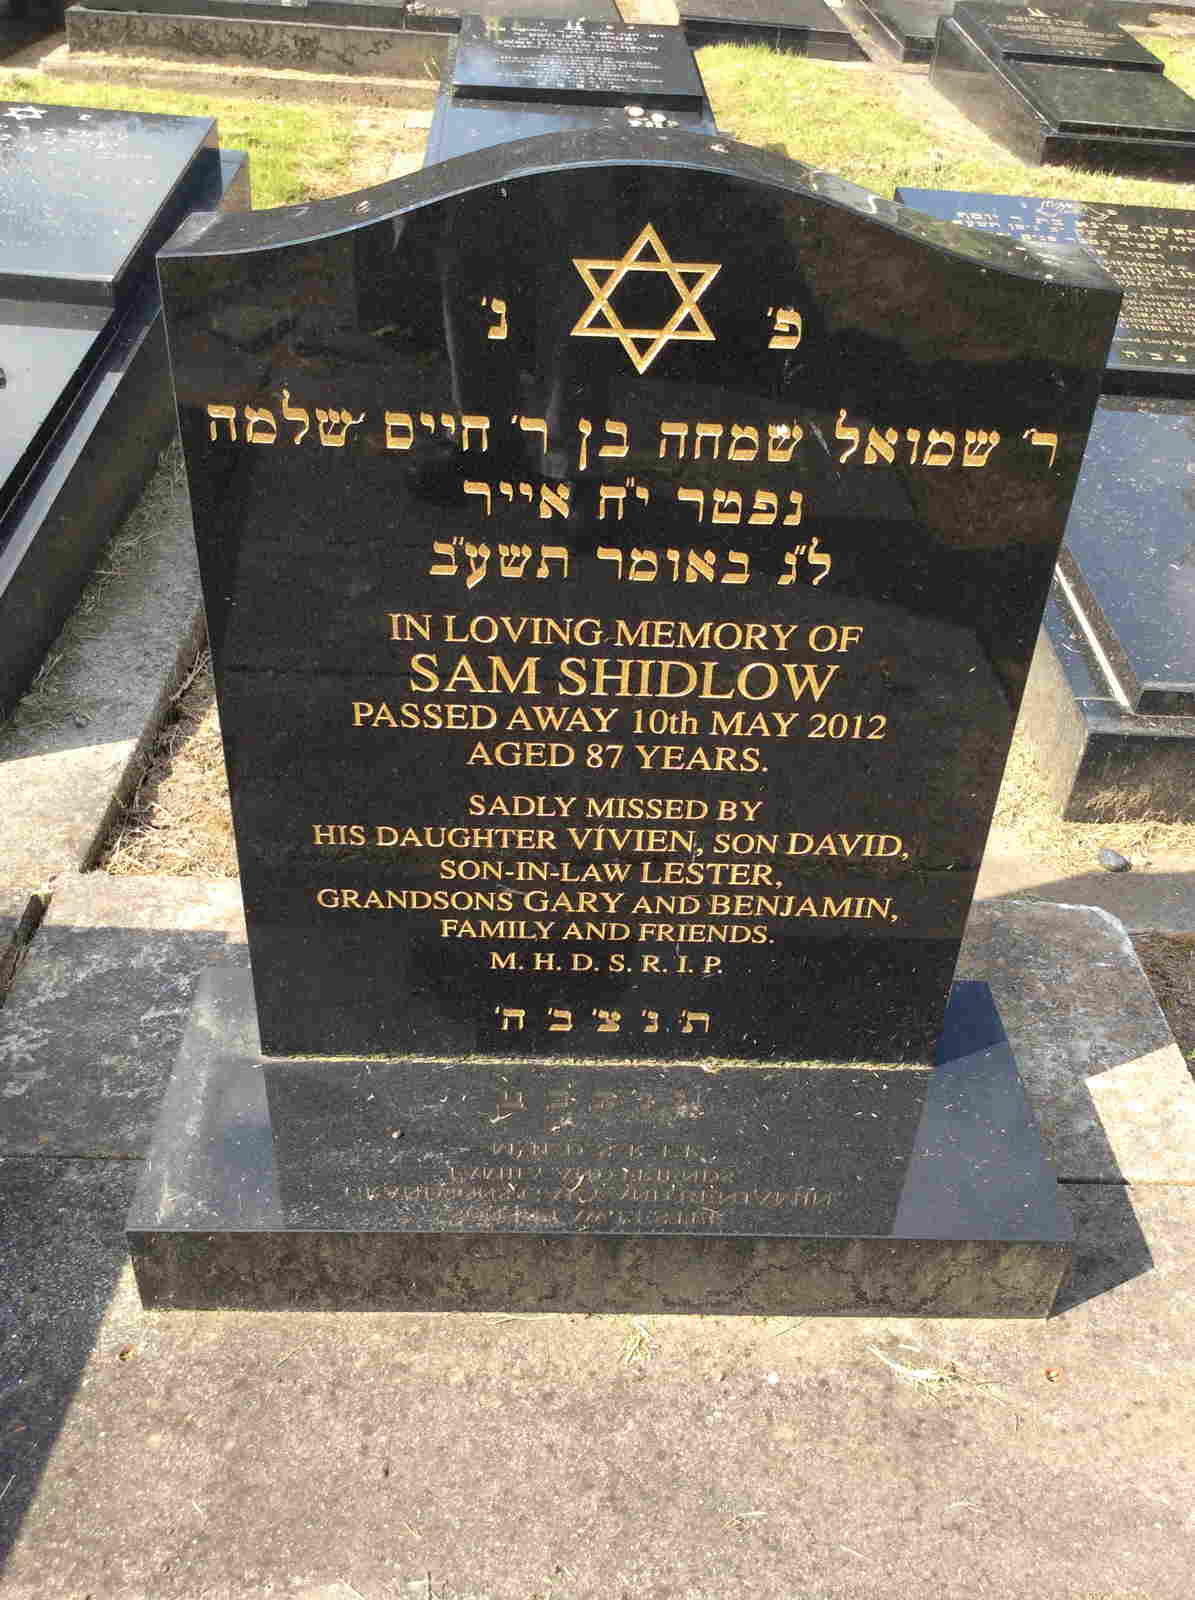 פ' נ'
ר' שמואל שמחה בן ר' חיים שלמה
נפטר י"ח אייר
ל"ג באומר תשע"ב
IN LOVING MEMORY OF
SAM SHIDLOW
PASSED AWAY 10th MAY 2012
AGED 87 YEARS.
SADLY MISSED BY
HIS DAUGHTER VIVIEN, SON DAVID,
SON-IN-LAW LESTER,
GRANDSONS GARY AND BENJAMIN,
FAMILY AND FRIENDS.
M. H. D. S. R. I. P.
ת' נ' צ' ב' ה'